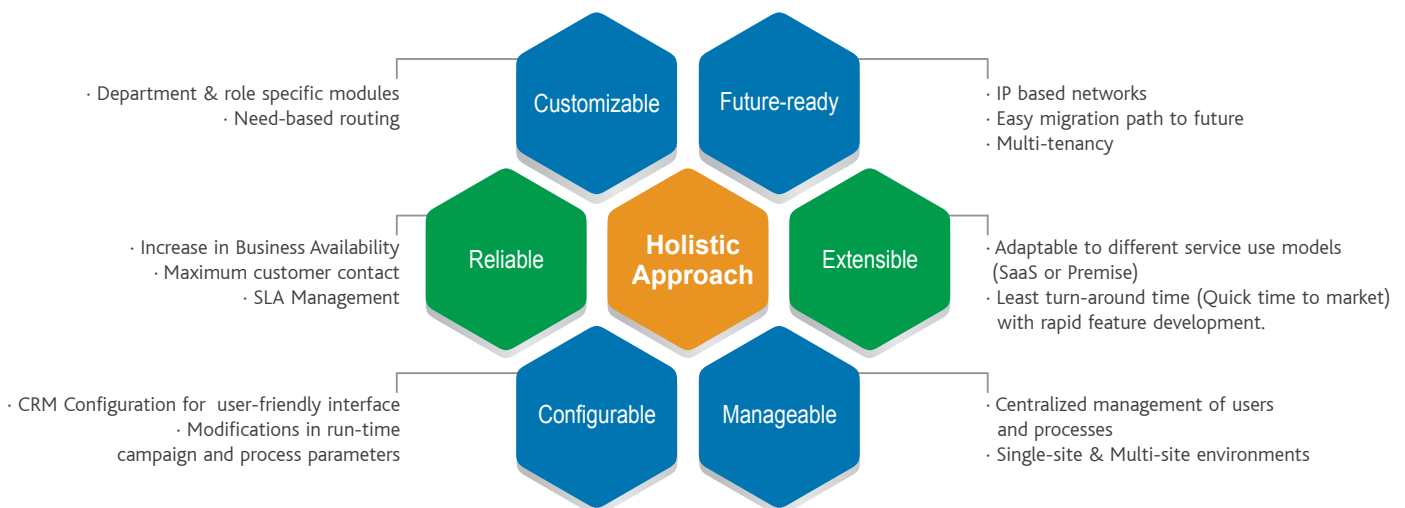 Customizable
· Department & role specific modules
· Need-based routing
Future-ready
· IP based networks
· Easy migration path to future
· Multi-tenancy
Reliable
· Increase in Business Availability
· Maximum customer contact
· SLA Management
Holistic
Approach
Extensible
· Adaptable to different service use models
(SaaS or Premise)
· Least turn-around time (Quick time to market)
with rapid feature development.
Configurable
· CRM Configuration for user-friendly interface
· Modifications in run-time
campaign and process parameters
Manageable
· Centralized management of users
and processes
· Single-site & Multi-site environments